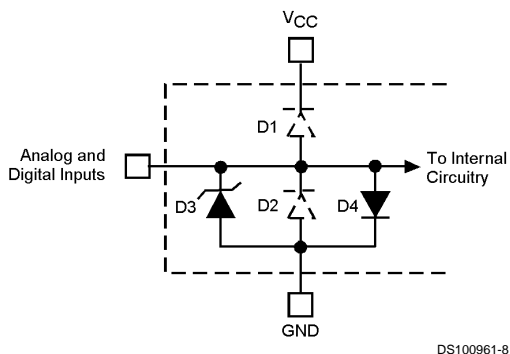 VCC
D1
Analog and
Digital Inputs
To Internal
Circuitry
D3
D2
D4
GND
DS100961-8